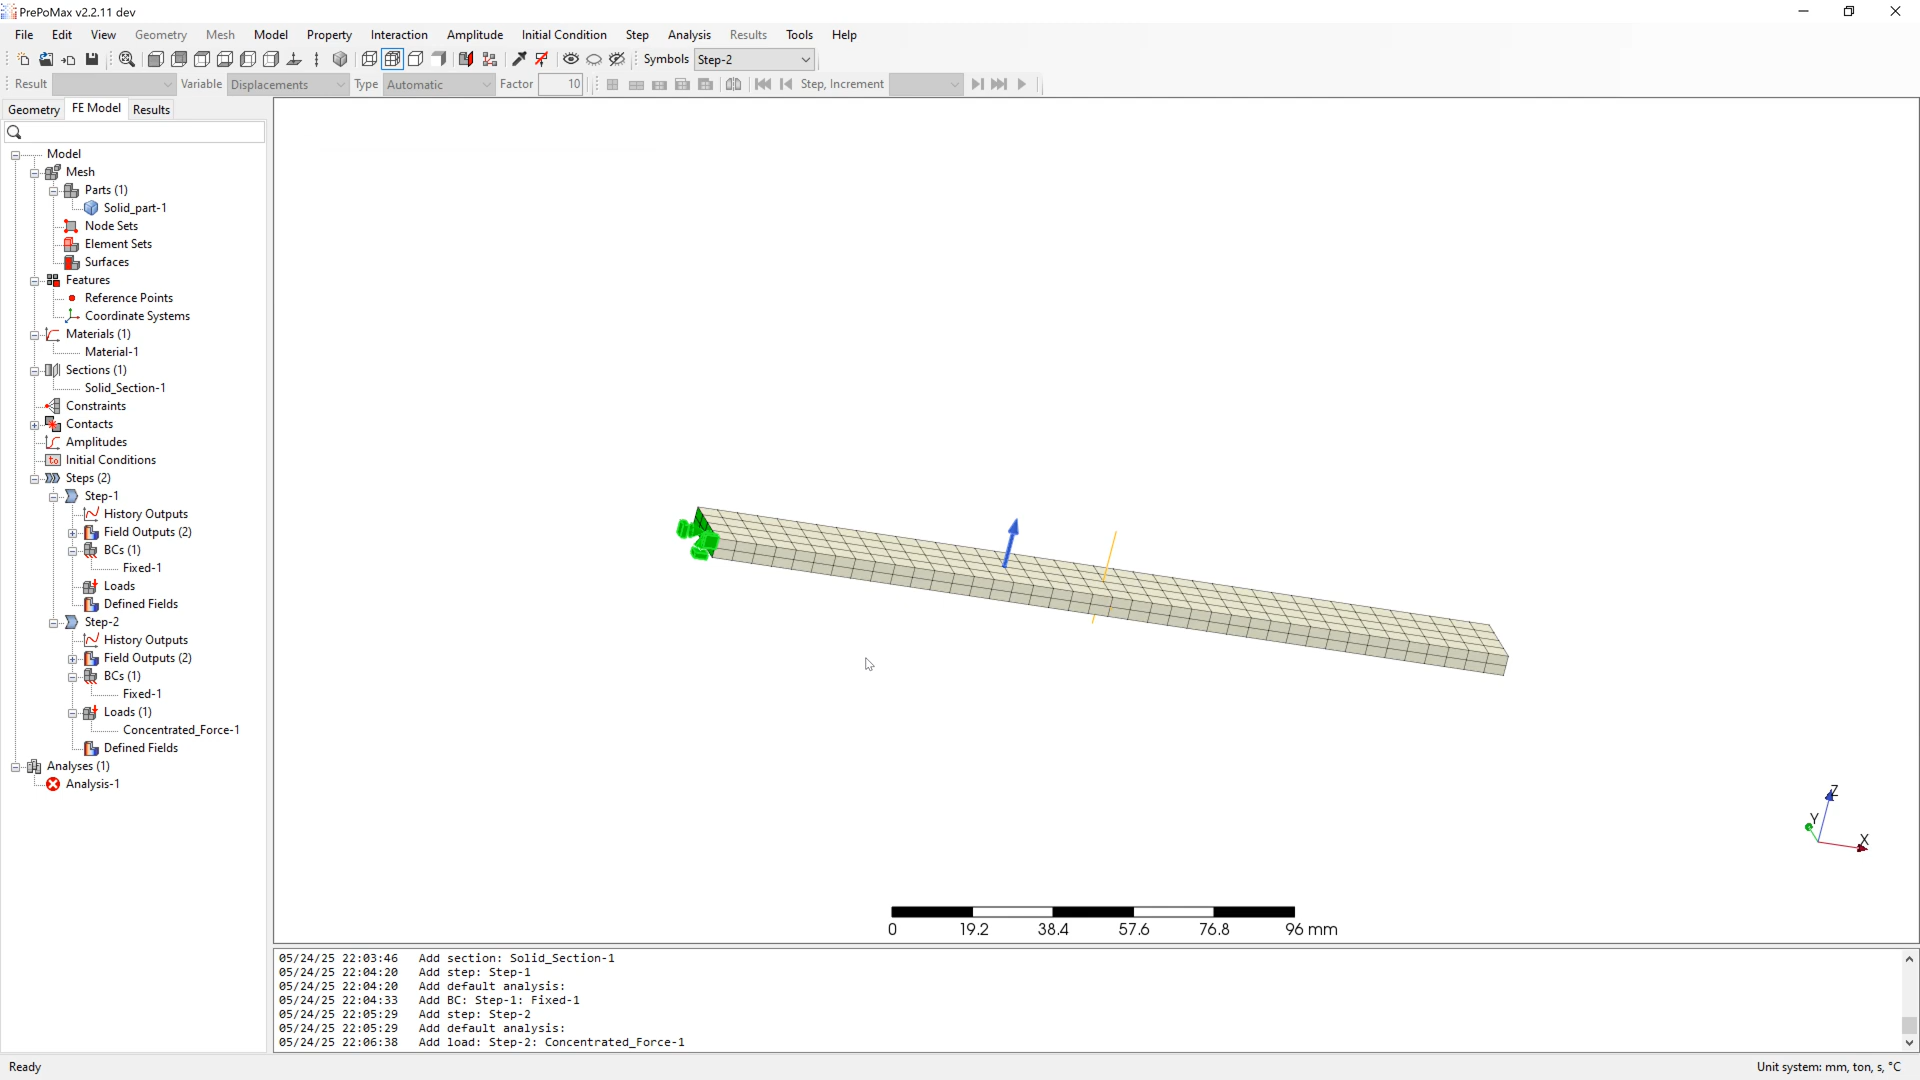 PrePoMax v2.2.11 dev
File Edit View Geometry Mesh Model Property Interaction Amplitude Initial Condition Step Analysis Results Tools Help
Symbols Step-2
Result Variable Displacements Type Automatic Factor 10 Step, Increment
Geometry FE Model Results
Model
Mesh
Parts (1)
Solid_part-1
Node Sets
Element Sets
Surfaces
Features
Reference Points
Coordinate Systems
Materials (1)
Material-1
Sections (1)
Solid_Section-1
Constraints
Contacts
Amplitudes
Initial Conditions
Steps (2)
Step-1
History Outputs
Field Outputs (2)
BCs (1)
Fixed-1
Loads
Defined Fields
Step-2
History Outputs
Field Outputs (2)
BCs (1)
Fixed-1
Loads (1)
Concentrated_Force-1
Defined Fields
Analyses (1)
Analysis-1
Z
Y
X
0 19.2 38.4 57.6 76.8 96 mm
05/24/25 22:03:46 Add section: Solid_Section-1
05/24/25 22:04:20 Add step: Step-1
05/24/25 22:04:20 Add default analysis:
05/24/25 22:04:33 Add BC: Step-1: Fixed-1
05/24/25 22:05:29 Add step: Step-2
05/24/25 22:05:29 Add default analysis:
05/24/25 22:06:38 Add load: Step-2: Concentrated_Force-1
Ready
Unit system: mm, ton, s, °C